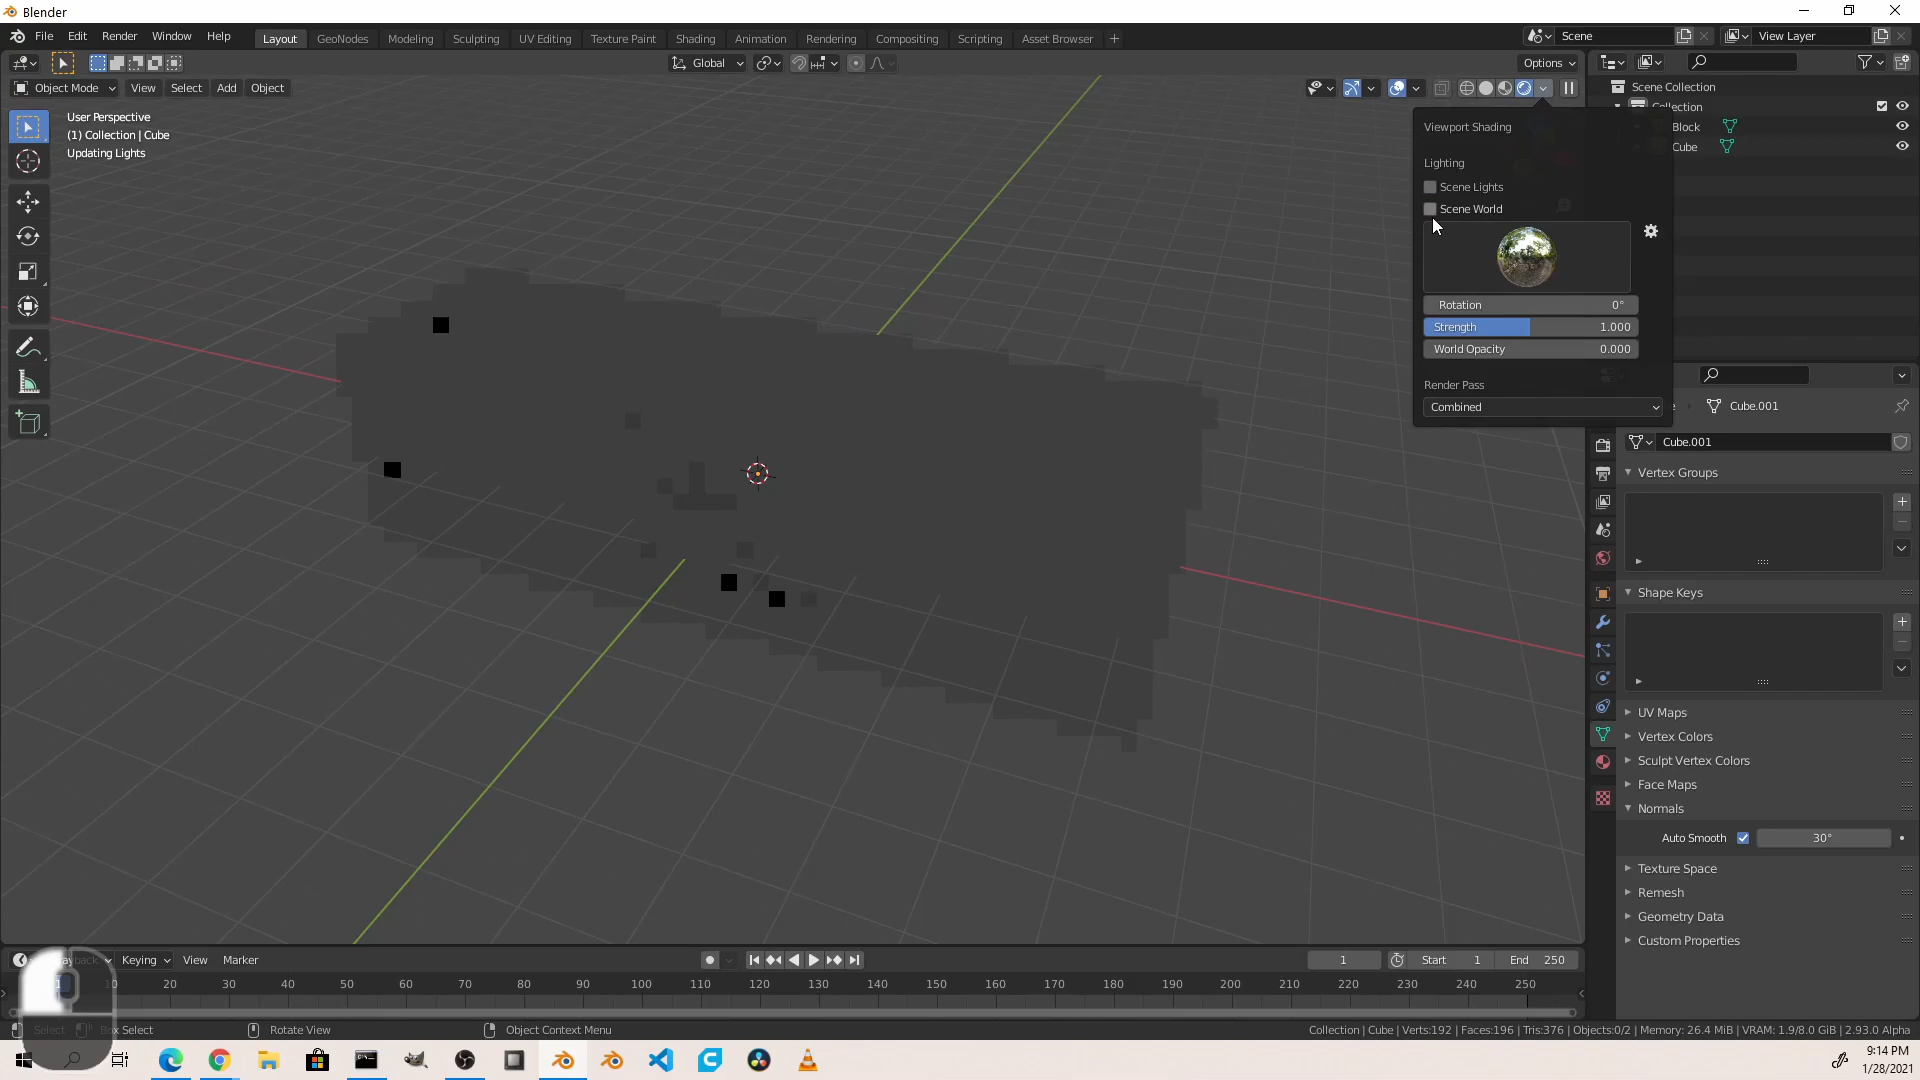 Blender
File Edit Render Window Help Layout GeoNodes Modeling Sculpting UV Editing Texture Paint Shading Animation Rendering Compositing Scripting Asset Browser + Scene View Layer
Global Options
Object Mode View Select Add Object
User Perspective
(1) Collection | Cube
Updating Lights
Scene Collection
Collection
Block
Cube
Viewport Shading
Lighting
Scene Lights
Scene World
Rotation 0°
Strength 1.000
World Opacity 0.000
Render Pass
Combined
Cube.001
Cube.001
Vertex Groups
Shape Keys
UV Maps
Vertex Colors
Sculpt Vertex Colors
Face Maps
Normals
Auto Smooth 30°
Texture Space
Remesh
Geometry Data
Custom Properties
Keying View Marker 1 Start 1 End 250
10 20 30 40 50 60 70 80 90 100 110 120 130 140 150 160 170 180 190 200 210 220 230 240 250
Select Box Select Rotate View Object Context Menu Collection | Cube | Verts:192 | Faces:196 | Tris:376 | Objects:0/2 | Memory: 26.4 MiB | VRAM: 1.9/8.0 GiB | 2.93.0 Alpha
9:14 PM
1/28/2021